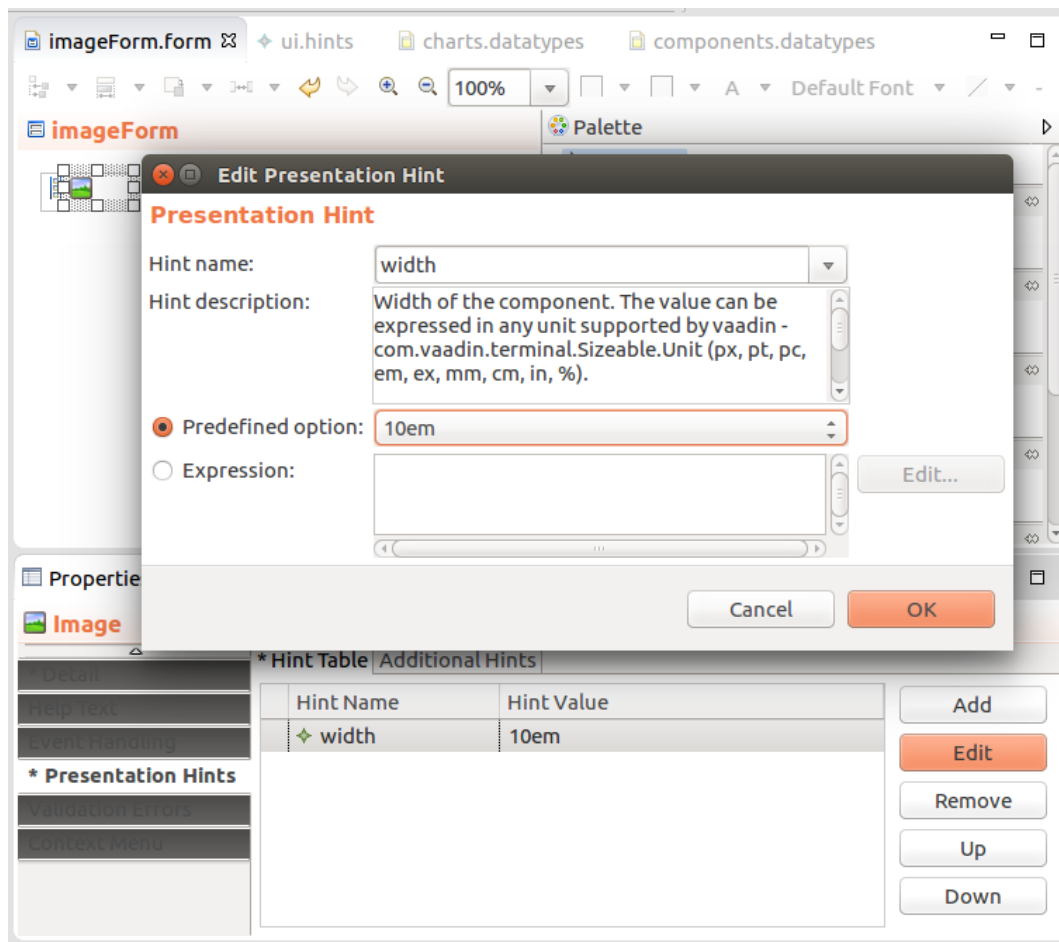 imageForm.form
ui.hints
charts.datatypes
components.datatypes
100%
A
Default Font
imageForm
Palette
Edit Presentation Hint
Presentation Hint
Hint name:
width
Hint description:
Width of the component. The value can be
expressed in any unit supported by vaadin -
com.vaadin.terminal.Sizeable.Unit (px, pt, pc,
em, ex, mm, cm, in, %).
Predefined option:
10em
Expression:
Edit...
Cancel
OK
Propertie
Image
* Detail
Help Text
Event Handling
* Presentation Hints
Validation Errors
Context Menu
* Hint Table
Additional Hints
Hint Name
Hint Value
width
10em
Add
Edit
Remove
Up
Down